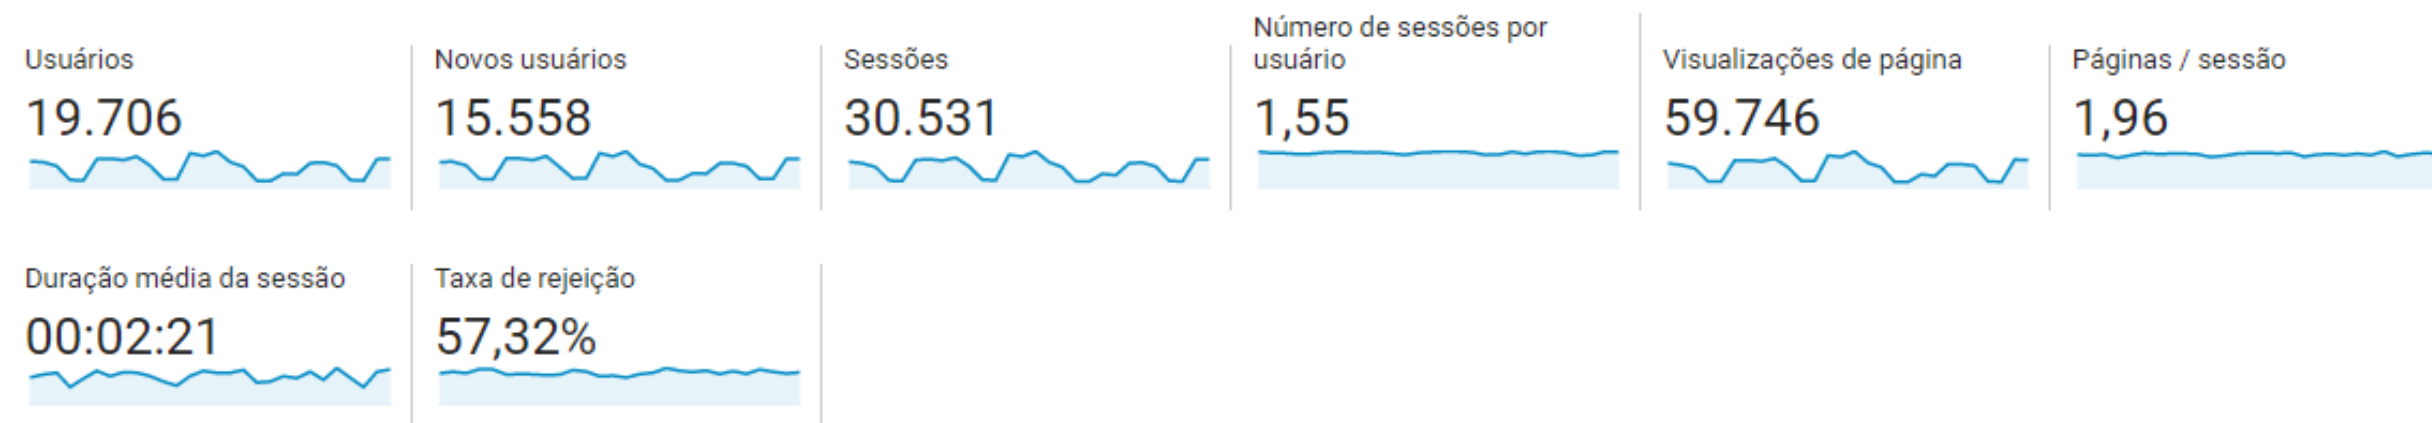 Usuários
19.706
Novos usuários
15.558
Sessões
30.531
Número de sessões por
usuário
1,55
Visualizações de página
59.746
Páginas / sessão
1,96
Duração média da sessão
00:02:21
Taxa de rejeição
57,32%